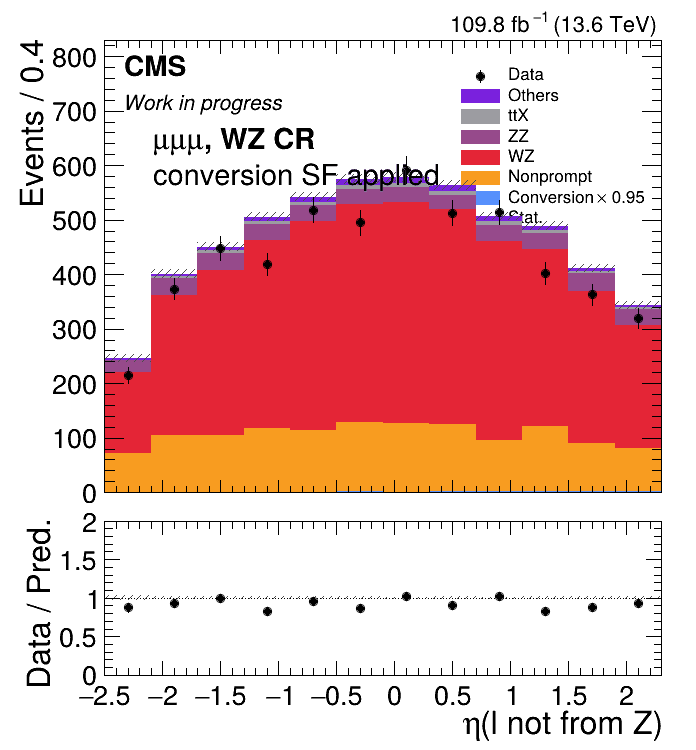 109.8 fb⁻¹ (13.6 TeV)
Events / 0.4
CMS
Work in progress
μμμ, WZ CR
conversion SF applied
Data
Others
ttX
ZZ
WZ
Nonprompt
Conversion × 0.95
Stat.
800
700
600
500
400
300
200
100
0
Data / Pred.
2
1.5
1
0.5
0
−2.5 −2 −1.5 −1 −0.5 0 0.5 1 1.5 2
η(l not from Z)